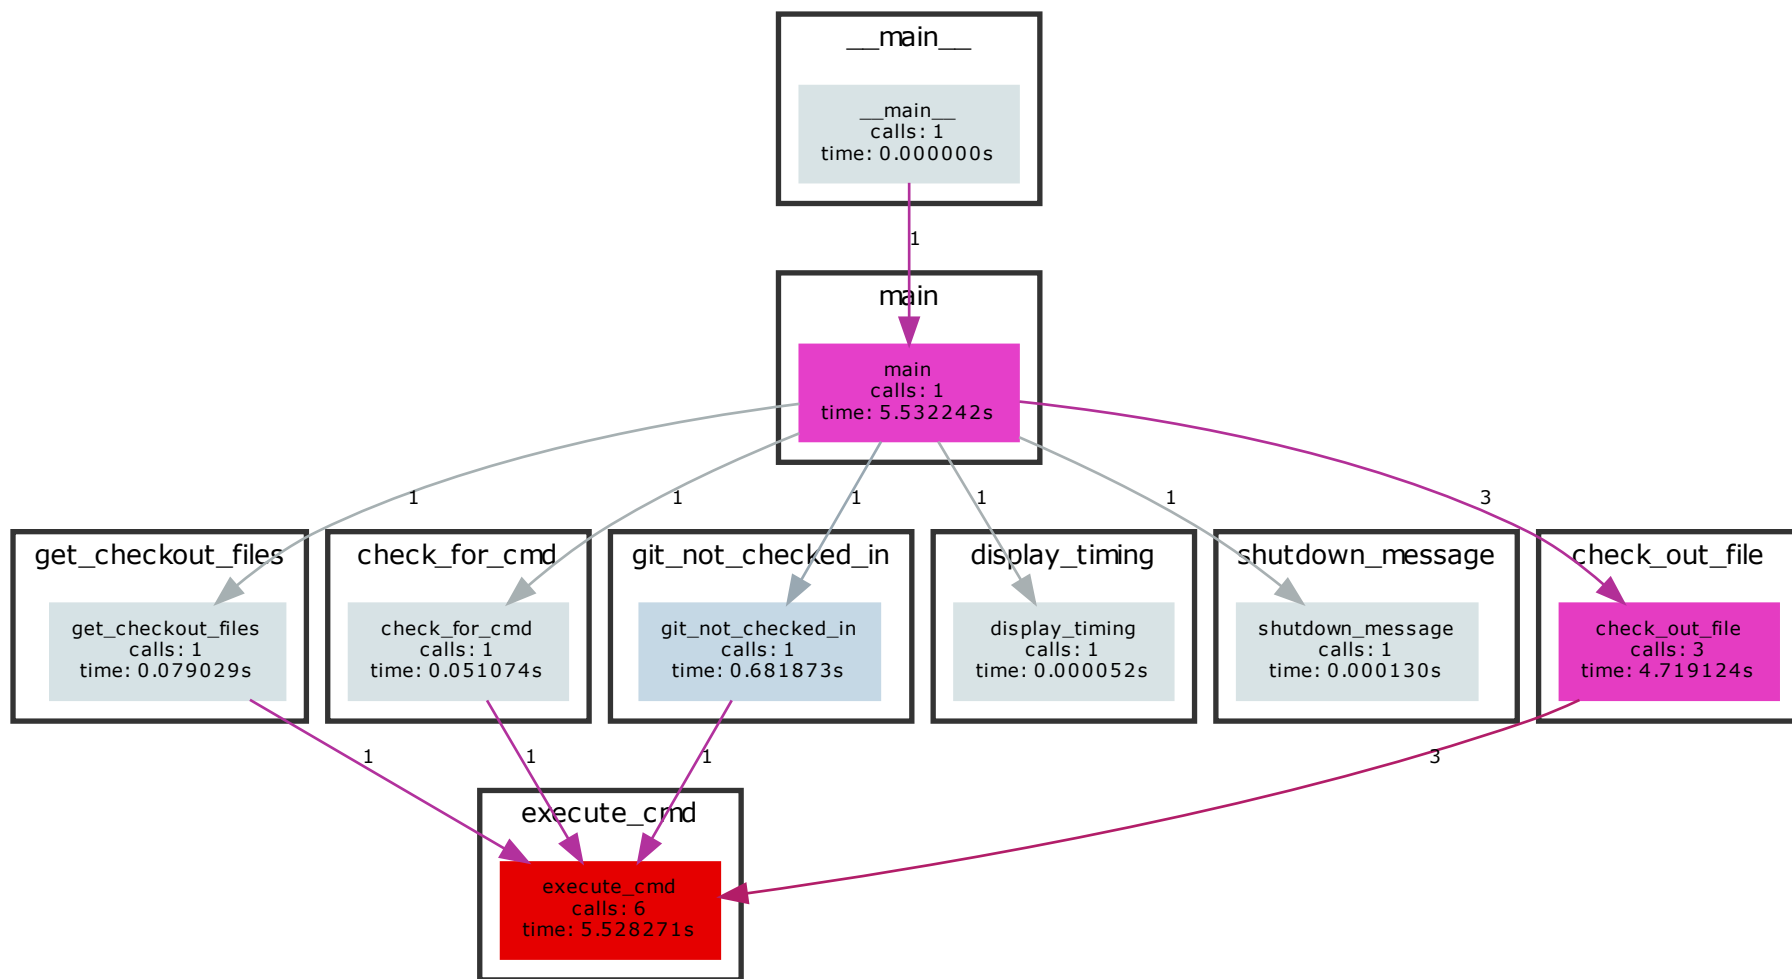 __main__
__main__
calls: 1
time: 0.000000s
1
main
main
calls: 1
time: 5.532242s
1
1
1
1
1
3
get_checkout_files
get_checkout_files
calls: 1
time: 0.079029s
check_for_cmd
check_for_cmd
calls: 1
time: 0.051074s
git_not_checked_in
git_not_checked_in
calls: 1
time: 0.681873s
display_timing
display_timing
calls: 1
time: 0.000052s
shutdown_message
shutdown_message
calls: 1
time: 0.000130s
check_out_file
check_out_file
calls: 3
time: 4.719124s
1
1
1
3
execute_cmd
execute_cmd
calls: 6
time: 5.528271s